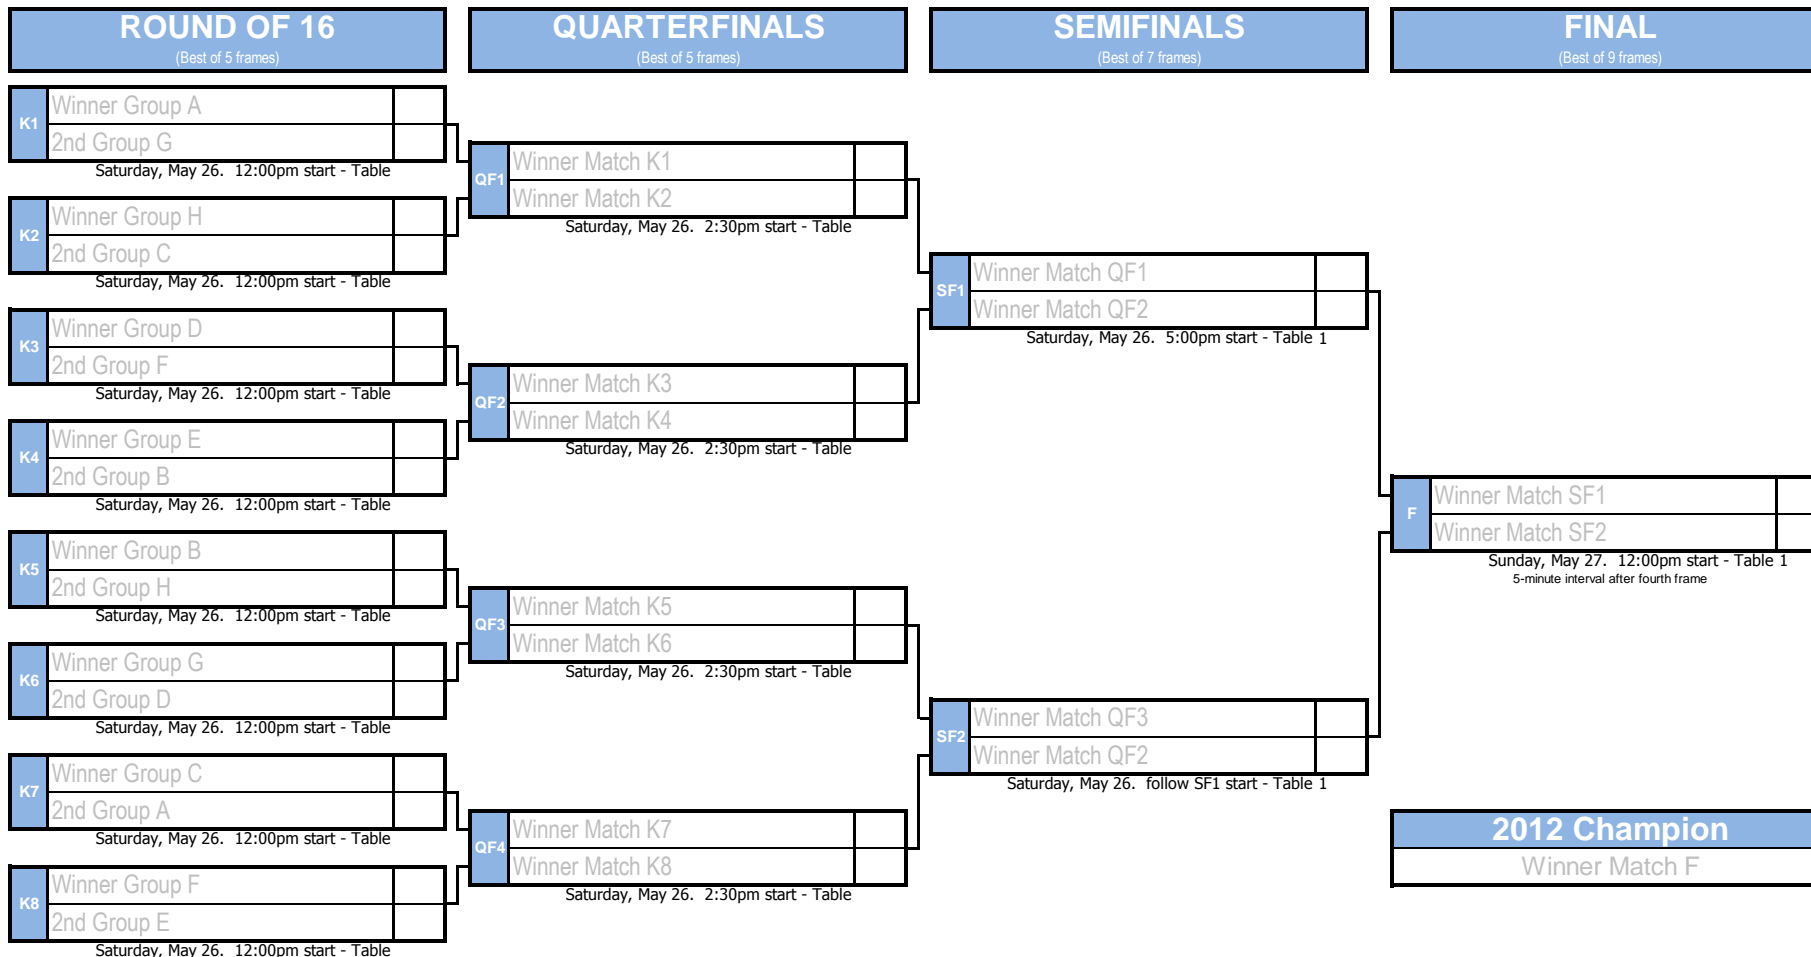 ROUND OF 16
(Best of 5 frames)
K1
Winner Group A
2nd Group G
Saturday, May 26. 12:00pm start - Table
K2
Winner Group H
2nd Group C
Saturday, May 26. 12:00pm start - Table
K3
Winner Group D
2nd Group F
Saturday, May 26. 12:00pm start - Table
K4
Winner Group E
2nd Group B
Saturday, May 26. 12:00pm start - Table
K5
Winner Group B
2nd Group H
Saturday, May 26. 12:00pm start - Table
K6
Winner Group G
2nd Group D
Saturday, May 26. 12:00pm start - Table
K7
Winner Group C
2nd Group A
Saturday, May 26. 12:00pm start - Table
K8
Winner Group F
2nd Group E
Saturday, May 26. 12:00pm start - Table
QUARTERFINALS
(Best of 5 frames)
QF1
Winner Match K1
Winner Match K2
Saturday, May 26. 2:30pm start - Table
QF2
Winner Match K3
Winner Match K4
Saturday, May 26. 2:30pm start - Table
QF3
Winner Match K5
Winner Match K6
Saturday, May 26. 2:30pm start - Table
QF4
Winner Match K7
Winner Match K8
Saturday, May 26. 2:30pm start - Table
SEMIFINALS
(Best of 7 frames)
SF1
Winner Match QF1
Winner Match QF2
Saturday, May 26. 5:00pm start - Table 1
SF2
Winner Match QF3
Winner Match QF2
Saturday, May 26. follow SF1 start - Table 1
FINAL
(Best of 9 frames)
F
Winner Match SF1
Winner Match SF2
Sunday, May 27. 12:00pm start - Table 1
5-minute interval after fourth frame
2012 Champion
Winner Match F